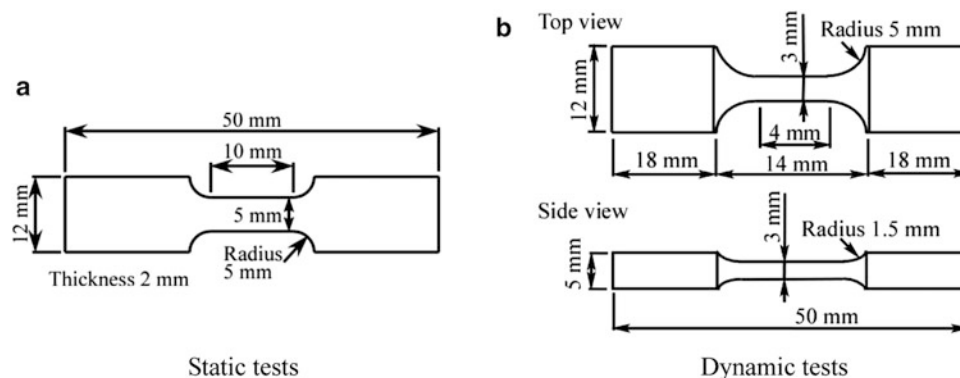 a
50 mm
10 mm
12 mm
5 mm
Radius
5 mm
Thickness 2 mm
Static tests
b
Top view
3 mm
Radius 5 mm
12 mm
4 mm
18 mm
14 mm
18 mm
Side view
3 mm
Radius 1.5 mm
5 mm
50 mm
Dynamic tests